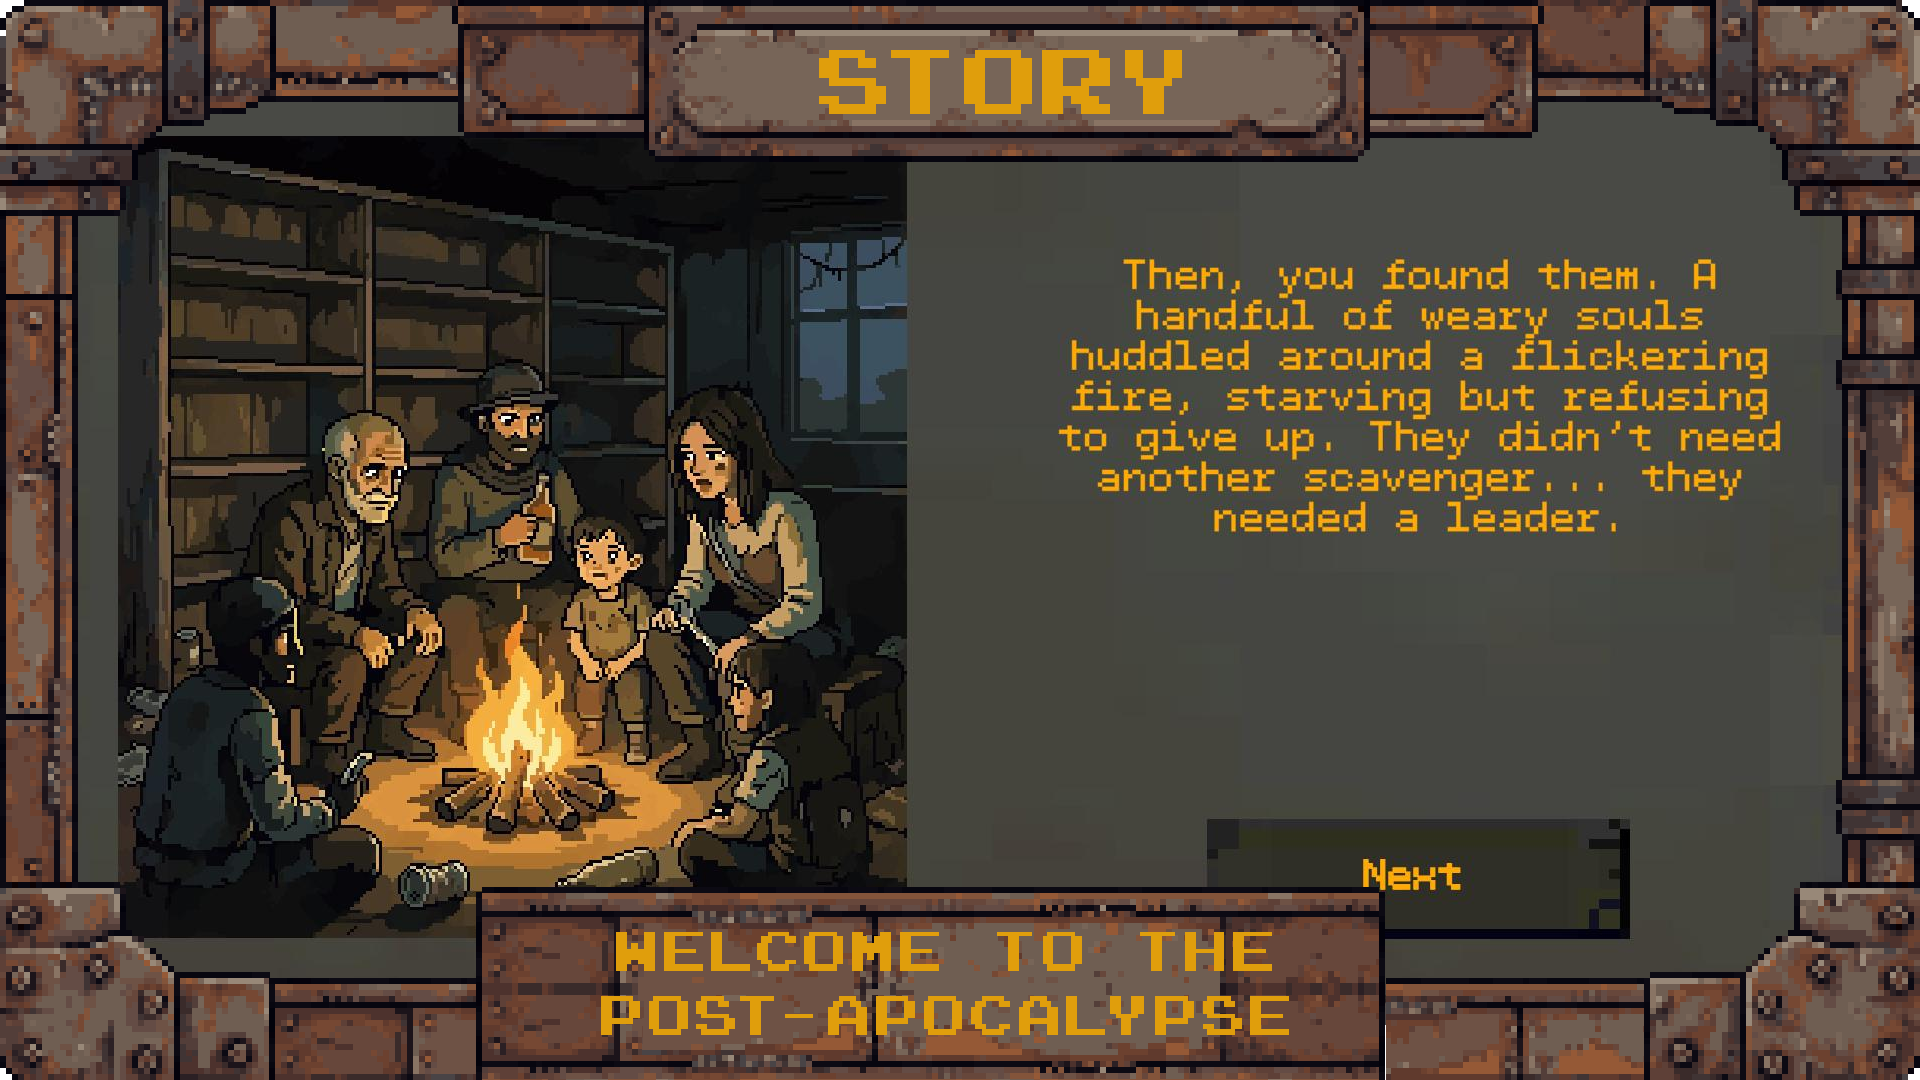 STORY
Then, you found them. A
handful of weary souls
huddled around a flickering
fire, starving but refusing
to give up. They didn't need
another scavenger... they
needed a leader.
Next
WELCOME TO THE
POST-APOCALYPSE